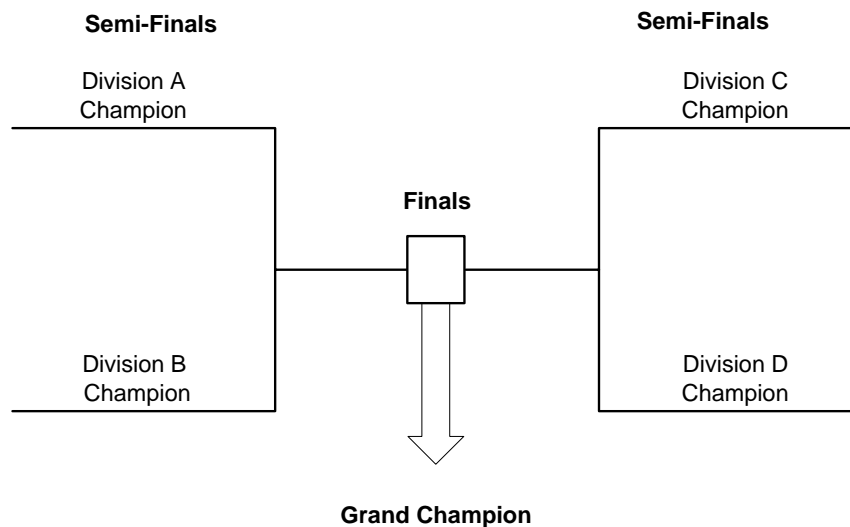 Semi-Finals
Semi-Finals
Division A
Champion
Division C
Champion
Finals
Division B
Champion
Division D
Champion
Grand Champion